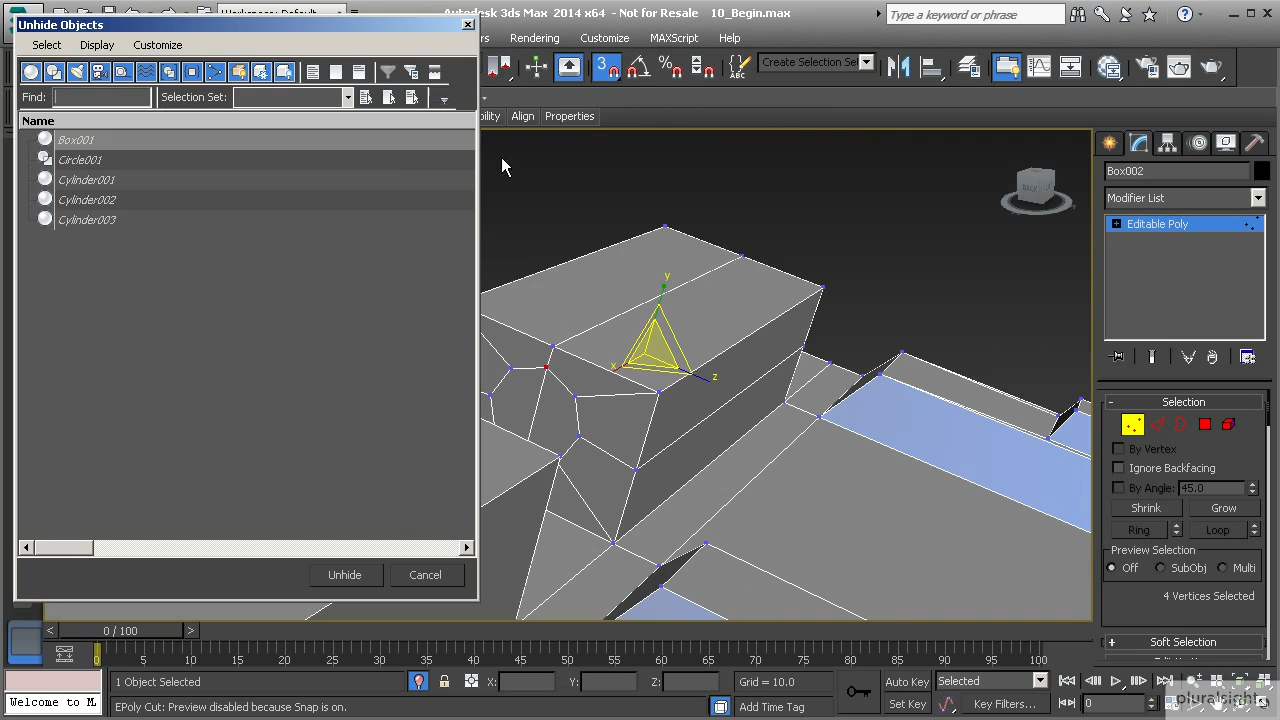 Unhide Objects
Autodesk 3ds Max 2014 x64 - Not for Resale 10_Begin.max
Type a keyword or phrase
Select Display Customize
Rendering Customize MAXScript Help
3
Create Selection Se
Find: Selection Set:
Align Properties
Name
Box001
Circle001
Cylinder001
Cylinder002
Cylinder003
Unhide Cancel
y
x
z
Box002
Modifier List
Editable Poly
Selection
By Vertex
Ignore Backfacing
By Angle: 45.0
Shrink Grow
Ring Loop
Preview Selection
Off SubObj Multi
4 Vertices Selected
Soft Selection
0 / 100
0 5 10 15 20 25 30 35 40 45 50 55 60 65 70 75 80 85 90 95 100
1 Object Selected X: Y: Z: Grid = 10.0 Auto Key Selected
Welcome to M EPoly Cut: Preview disabled because Snap is on. Add Time Tag Set Key Key Filters... 0
pluralsight